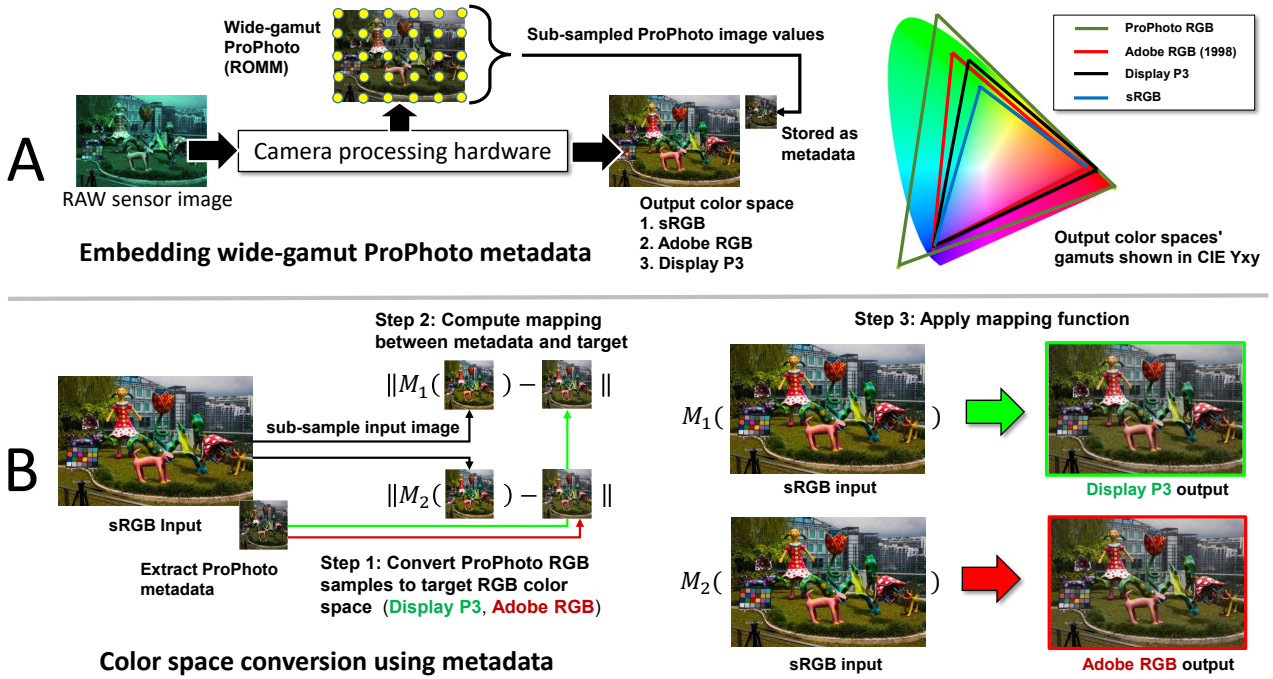 A
Wide-gamut
ProPhoto
(ROMM)
Sub-sampled ProPhoto image values
Camera processing hardware
RAW sensor image
Stored as
metadata
Output color space
1. sRGB
2. Adobe RGB
3. Display P3
Embedding wide-gamut ProPhoto metadata
ProPhoto RGB
Adobe RGB (1998)
Display P3
sRGB
Output color spaces'
gamuts shown in CIE Yxy
B
Step 2: Compute mapping
between metadata and target
‖M₁( ) − ‖
sub-sample input image
‖M₂( ) − ‖
sRGB Input
Extract ProPhoto
metadata
Step 1: Convert ProPhoto RGB
samples to target RGB color
space (Display P3, Adobe RGB)
Color space conversion using metadata
Step 3: Apply mapping function
M₁( )
sRGB input
Display P3 output
M₂( )
sRGB input
Adobe RGB output